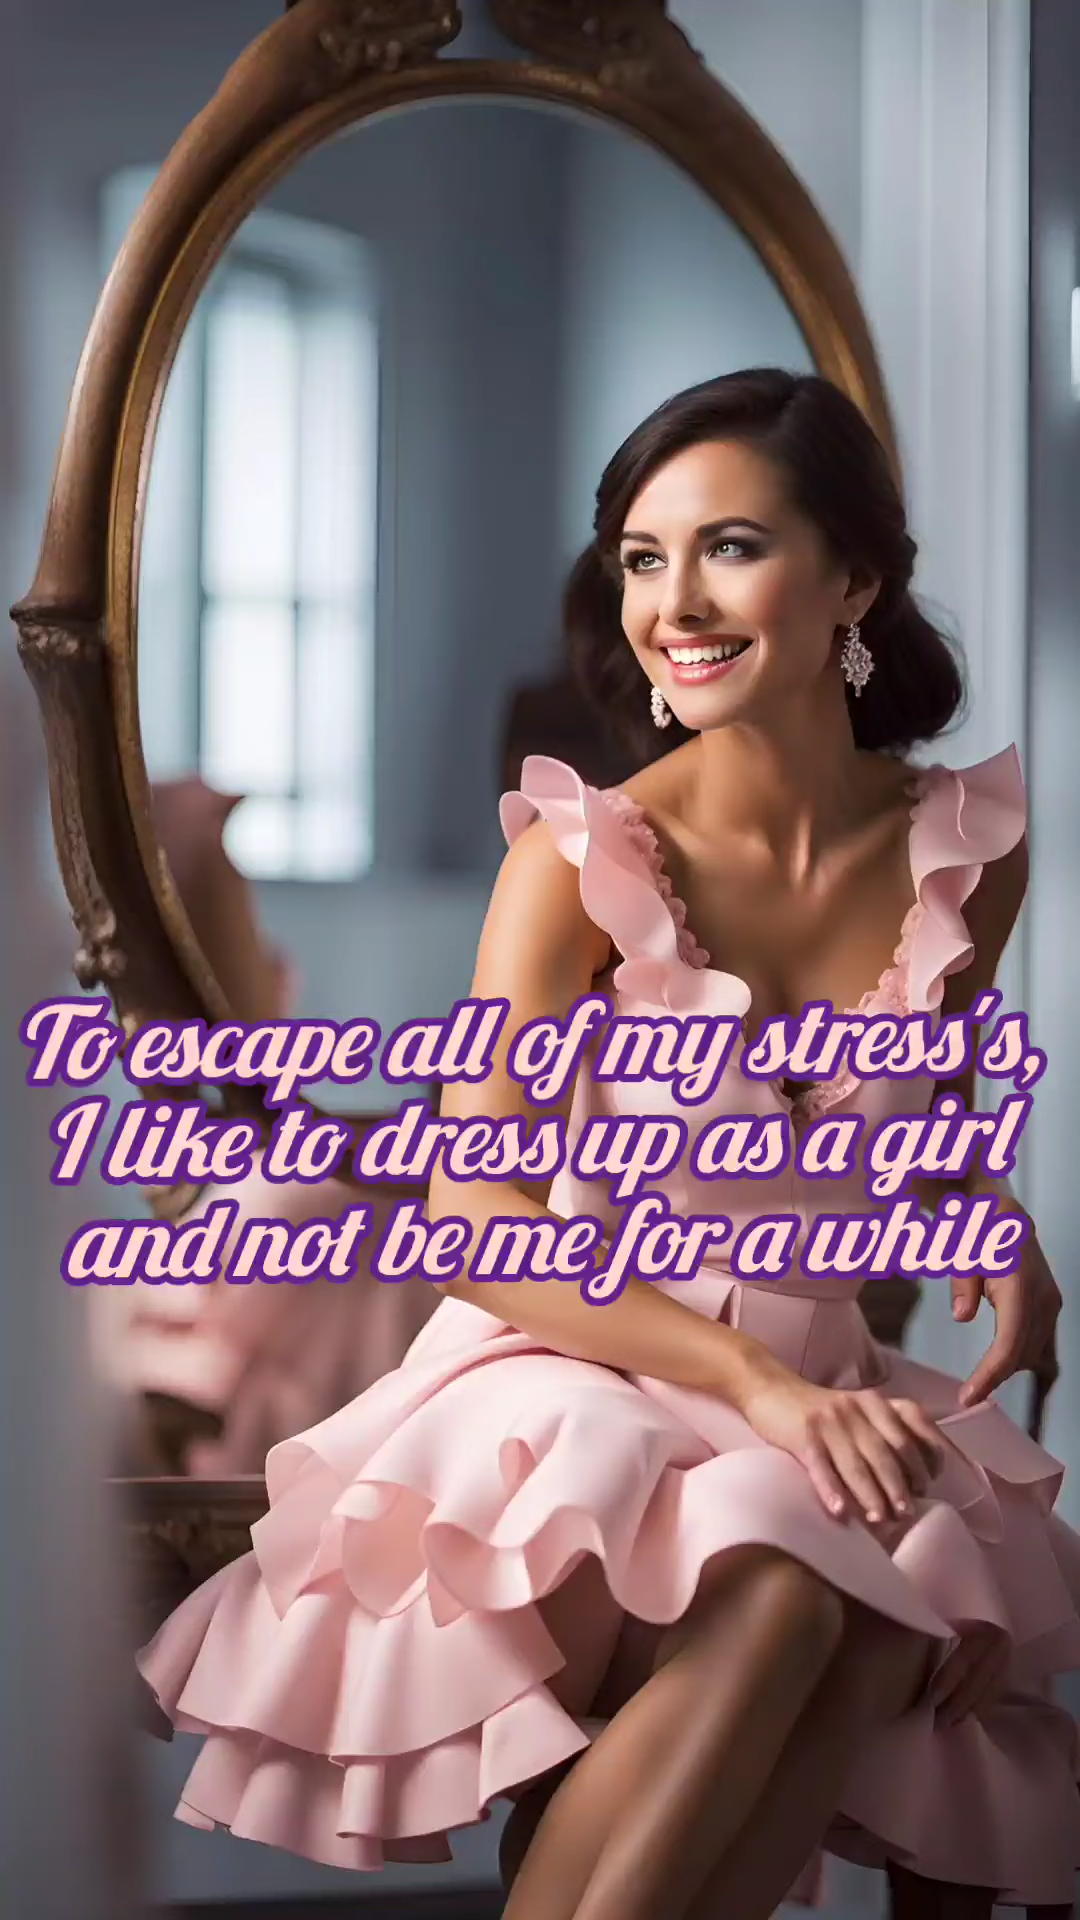 To escape all of my stress's,
I like to dress up as a girl
and not be me for a while